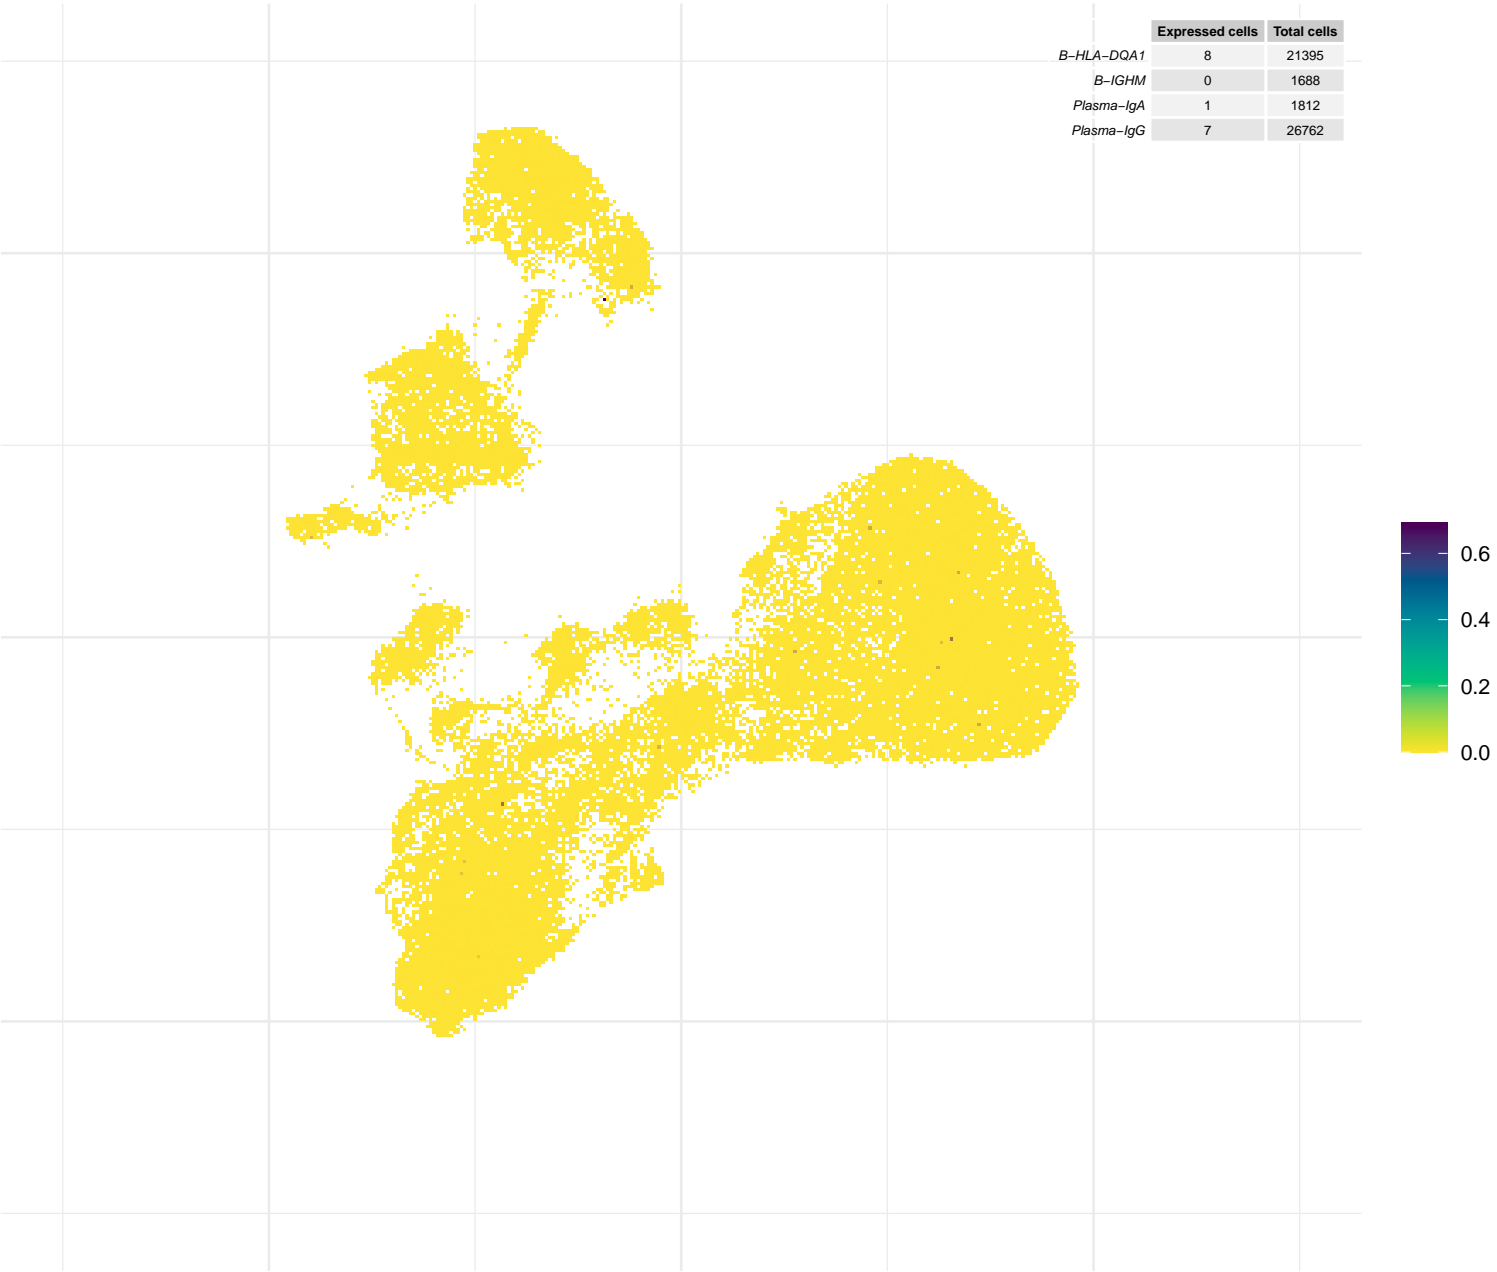 Expressed cells Total cells
B−HLA−DQA1 8 21395
B−IGHM 0 1688
Plasma−IgA 1 1812
Plasma−IgG 7 26762
0.6
0.4
0.2
0.0